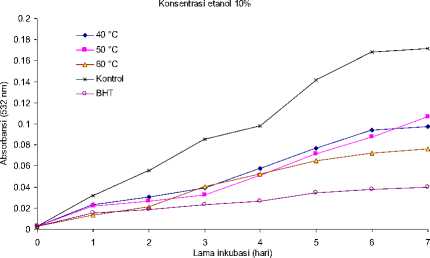 Konsentrasi etanol 10%
0.2
0.18
0.16
0.14
0.12
0.1
0.08
0.06
0.04
0.02
0
Absorbansi (532 nm)
40 °C
50 °C
60 °C
Kontrol
BHT
0 1 2 3 4 5 6 7
Lama inkubasi (hari)